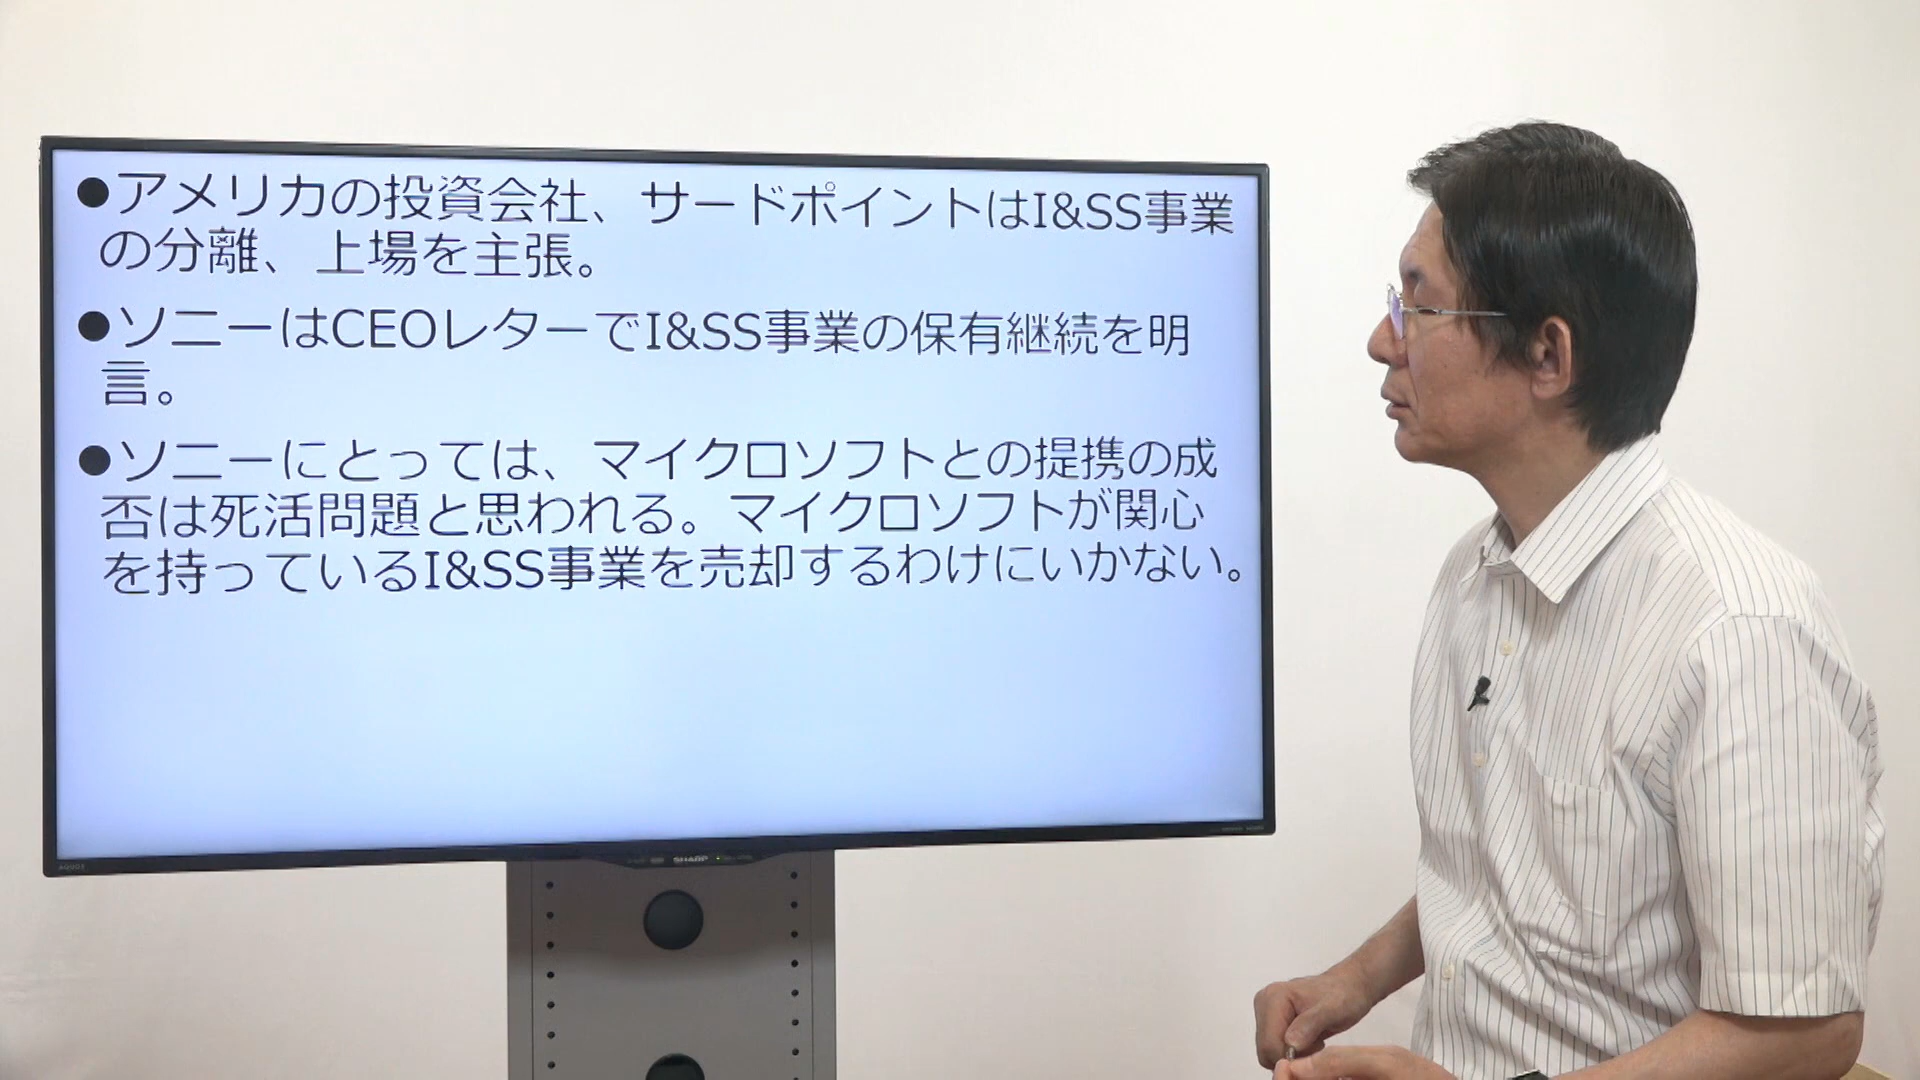 ●アメリカの投資会社、サードポイントはI&SS事業
の分離、上場を主張。
●ソニーはCEOレターでI&SS事業の保有継続を明
言。
●ソニーにとっては、マイクロソフトとの提携の成
否は死活問題と思われる。マイクロソフトが関心
を持っているI&SS事業を売却するわけにいかない。
AQUOS
SHARP